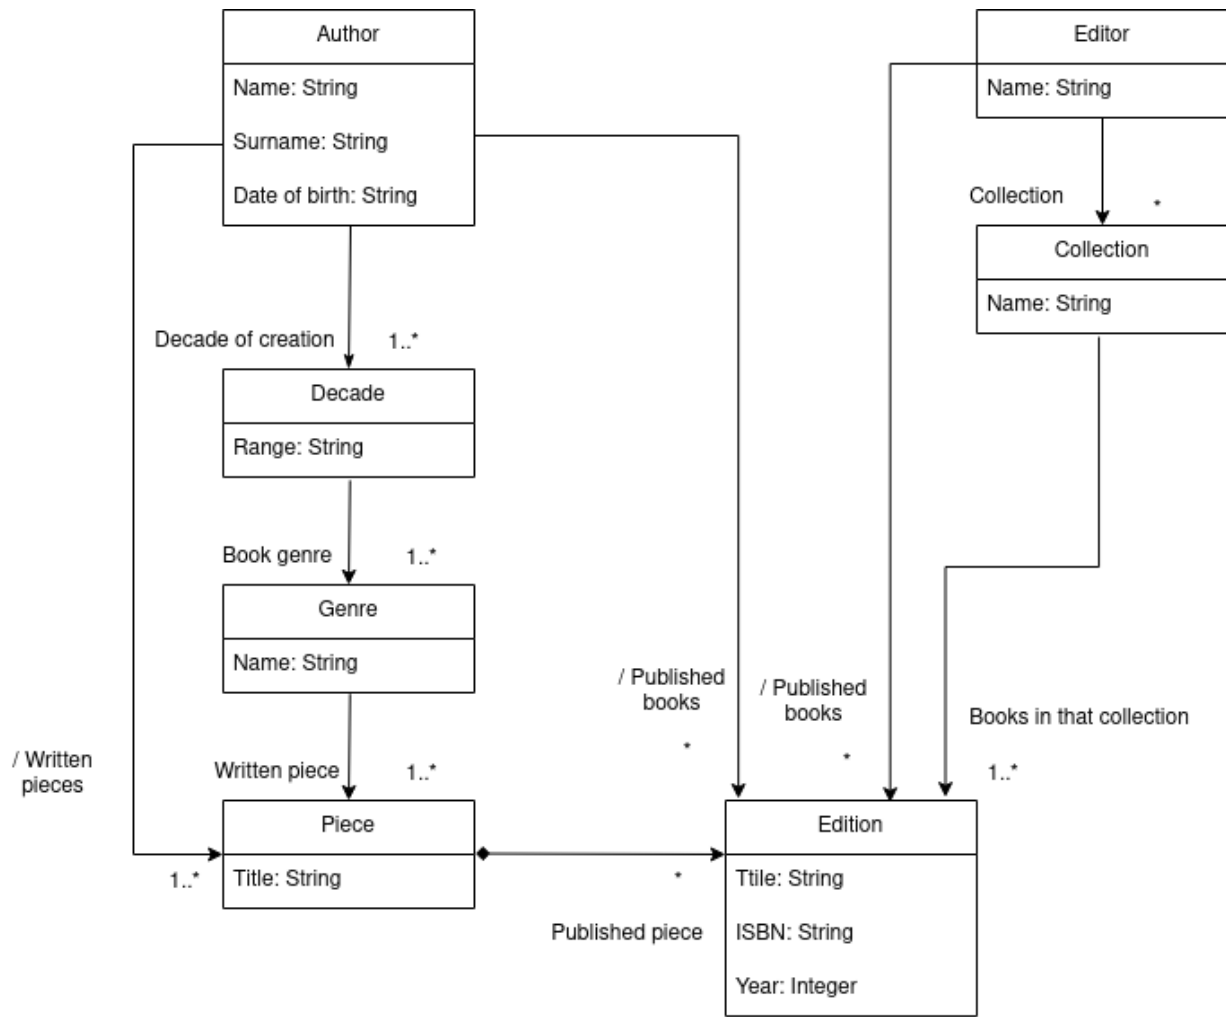 Author
Name: String
Surname: String
Date of birth: String
Editor
Name: String
Collection
*
Collection
Name: String
Decade of creation
1..*
Decade
Range: String
Book genre
1..*
Genre
Name: String
/ Published
books
*
/ Published
books
*
Books in that collection
1..*
/ Written
pieces
1..*
Written piece
1..*
Piece
Title: String
*
Published piece
Edition
Ttile: String
ISBN: String
Year: Integer